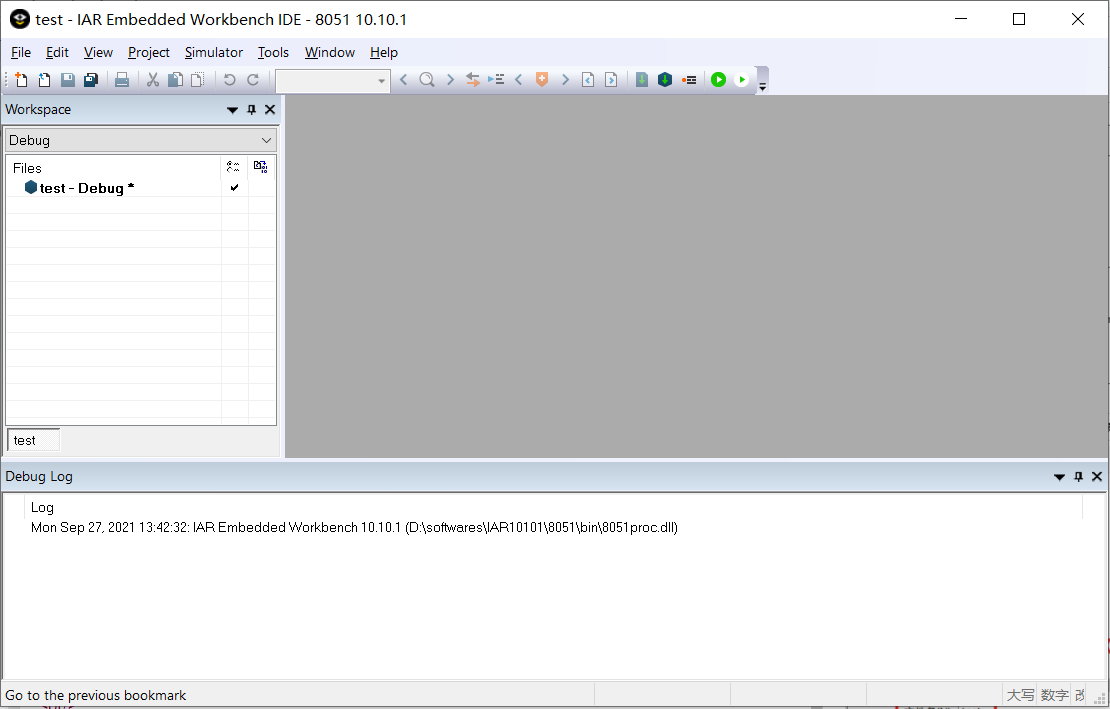 test - IAR Embedded Workbench IDE - 8051 10.10.1
File Edit View Project Simulator Tools Window Help
Workspace
Debug
Files
test - Debug *
test
Debug Log
Log
Mon Sep 27, 2021 13:42:32: IAR Embedded Workbench 10.10.1 (D:\softwares\IAR10101\8051\bin\8051proc.dll)
Go to the previous bookmark
大写 数字